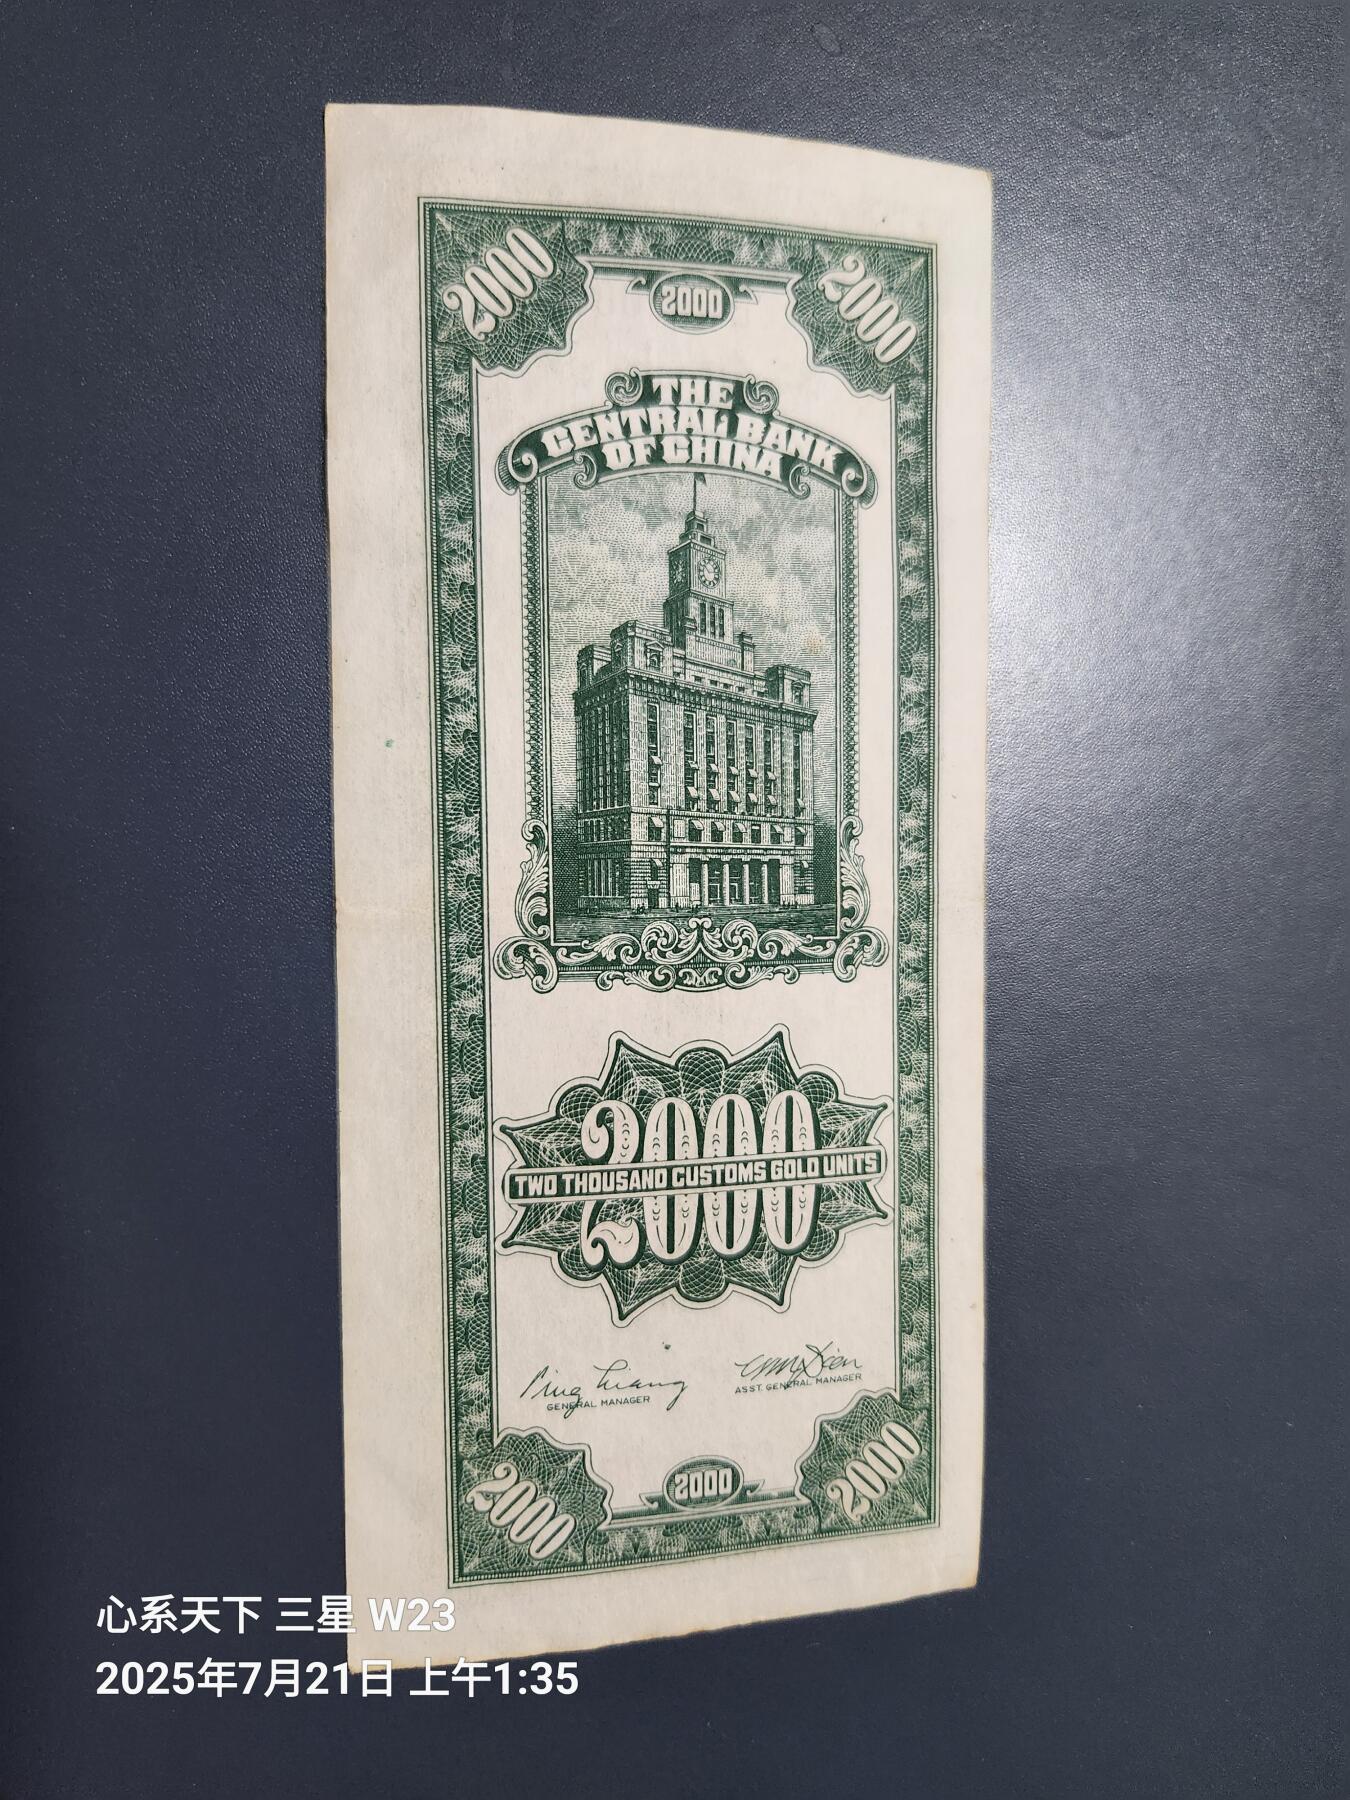 2000
2000
2000
THE
CENTRAL BANK
OF CHINA
2000
TWO THOUSAND CUSTOMS GOLD UNITS
GENERAL MANAGER
ASST. GENERAL MANAGER
2000
2000
2000
心系天下 三星 W23
2025年7月21日 上午1:35